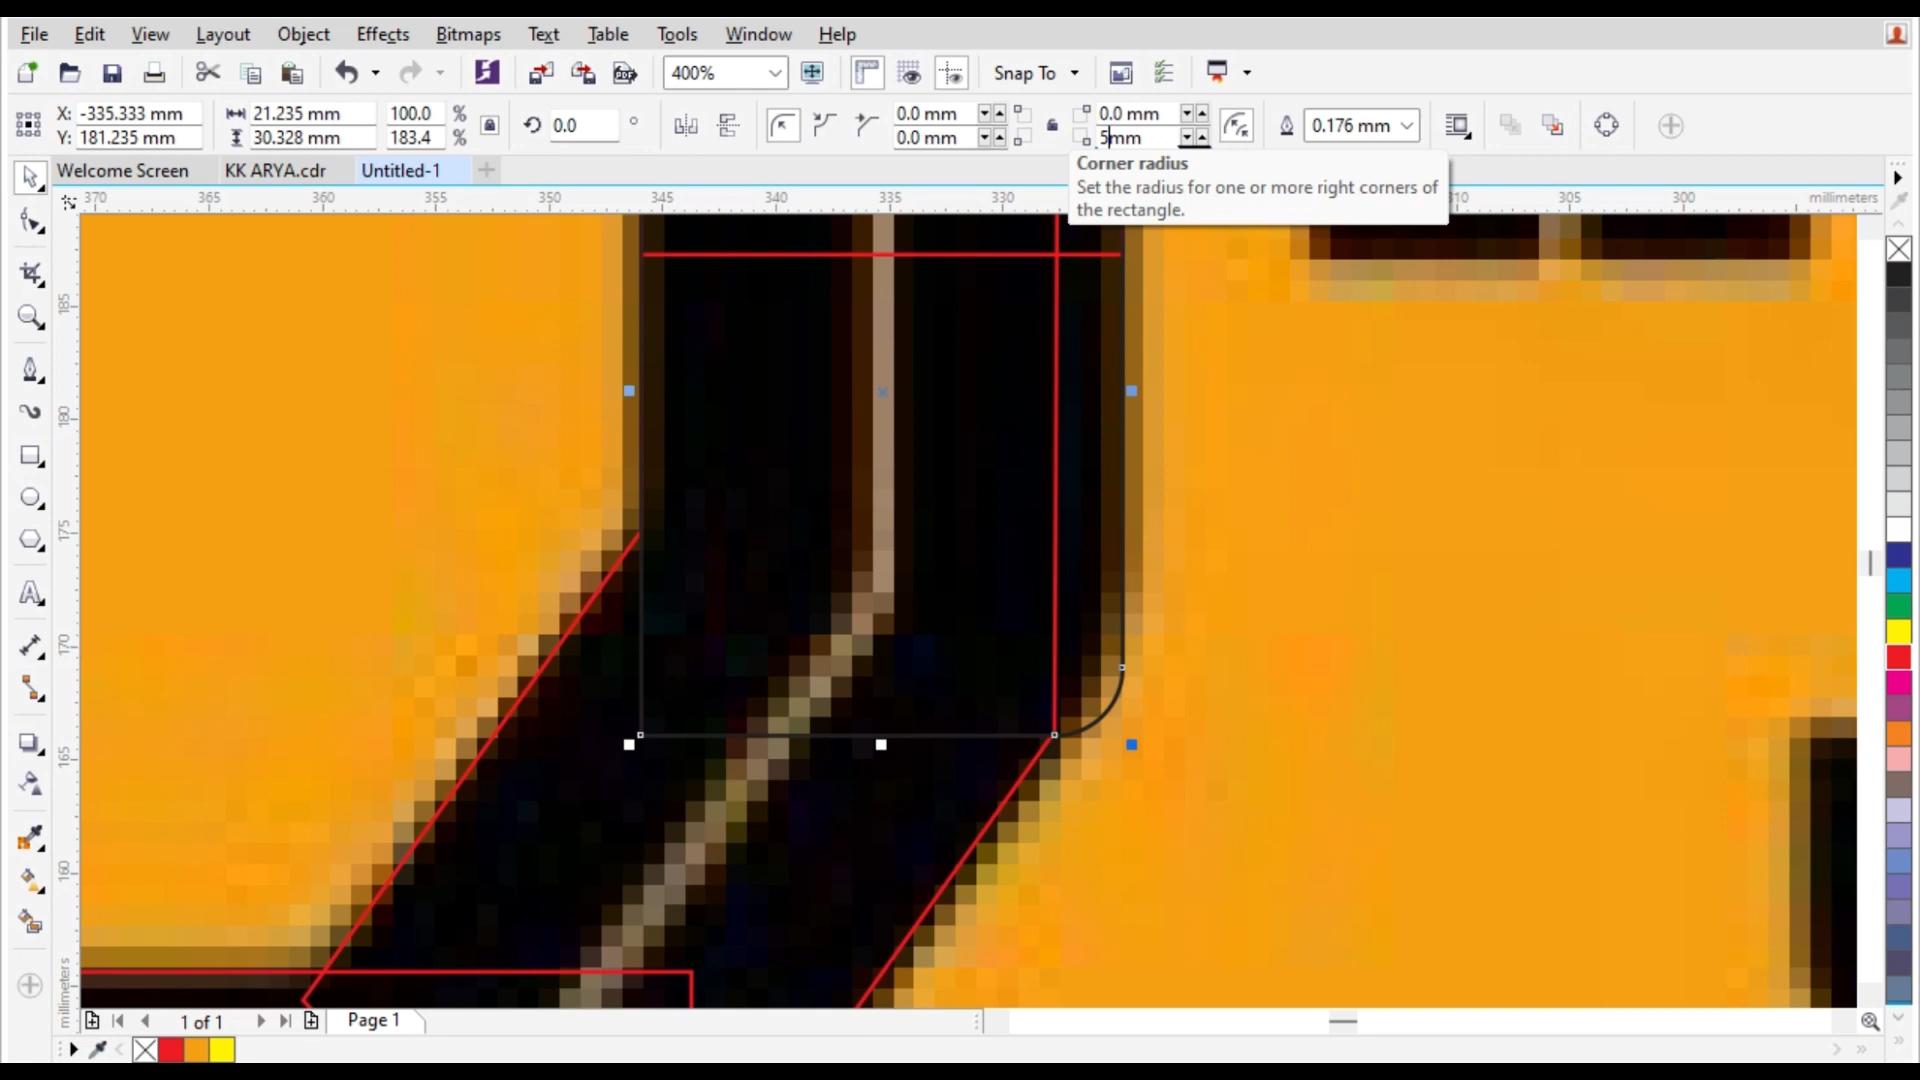 File Edit View Layout Object Effects Bitmaps Text Table Tools Window Help
400% Snap To
X: -335.333 mm 21.235 mm 100.0 % 0.0 ° 0.0 mm 0.0 mm 0.176 mm
Y: 181.235 mm 30.328 mm 183.4 % 0.0 mm 5mm
Welcome Screen KK ARYA.cdr Untitled-1
Corner radius
Set the radius for one or more right corners of
the rectangle.
370 365 360 355 350 345 340 335 330 310 305 300 millimeters
185
180
175
170
165
160
millimeters
1 of 1 Page 1